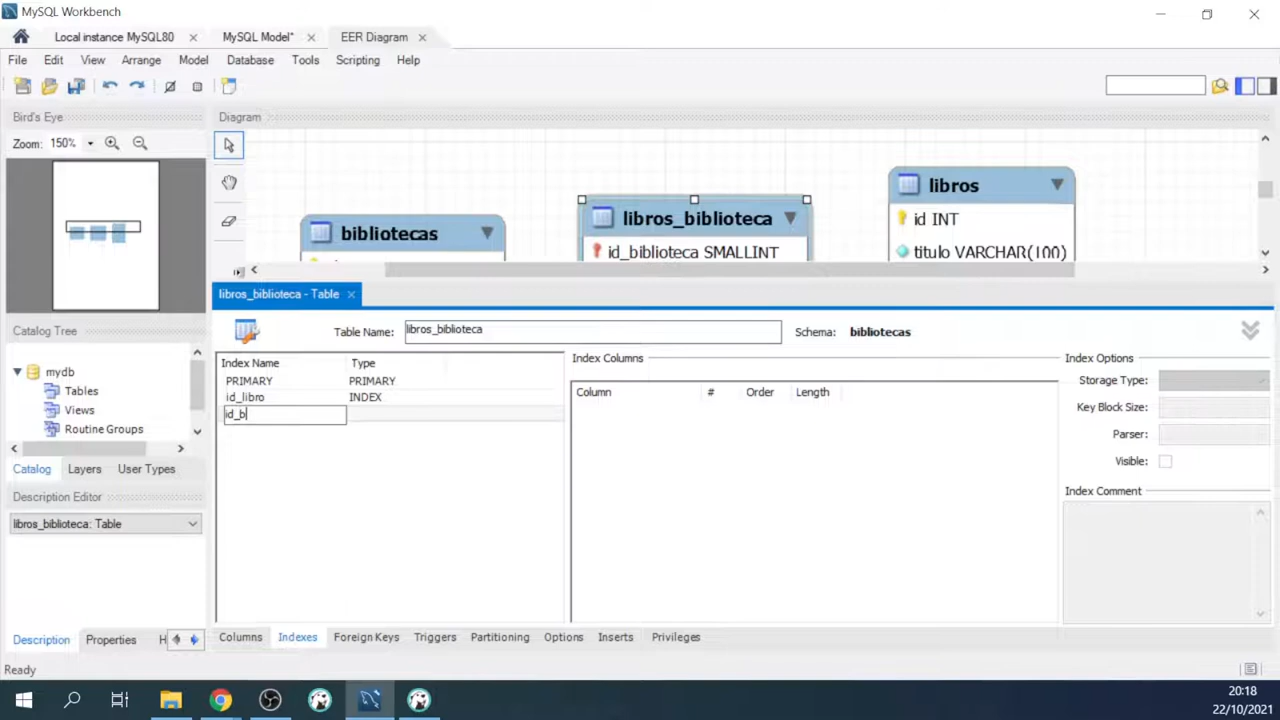 MySQL Workbench
Local instance MySQL80
MySQL Model*
EER Diagram
File Edit View Arrange Model Database Tools Scripting Help
Bird's Eye
Zoom: 150%
Diagram
bibliotecas
libros_biblioteca
id_biblioteca SMALLINT
libros
id INT
titulo VARCHAR(100)
libros_biblioteca - Table
Table Name: libros_biblioteca
Schema: bibliotecas
Catalog Tree
mydb
Tables
Views
Routine Groups
Catalog Layers User Types
Description Editor
libros_biblioteca: Table
Description Properties H
Index Name Type
PRIMARY PRIMARY
id_libro INDEX
id_b
Index Columns
Column # Order Length
Index Options
Storage Type:
Key Block Size:
Parser:
Visible:
Index Comment
Columns Indexes Foreign Keys Triggers Partitioning Options Inserts Privileges
Ready
20:18
22/10/2021